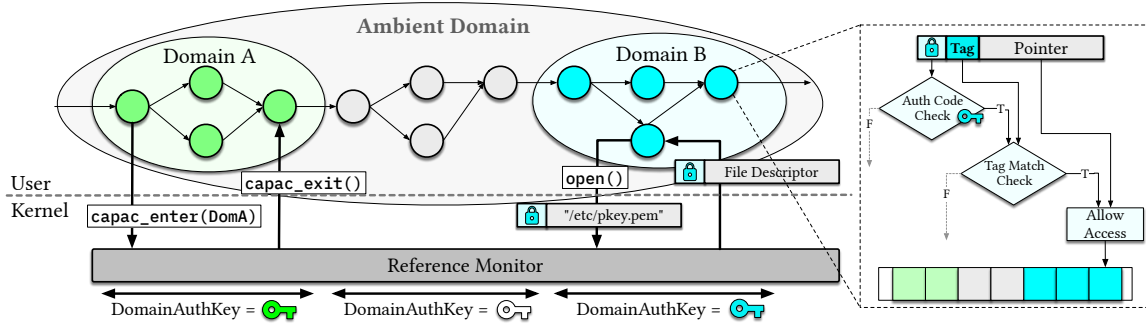 Ambient Domain
Domain A
Domain B
User
Kernel
capac_enter(DomA)
capac_exit()
open()
"/etc/pkey.pem"
File Descriptor
Reference Monitor
DomainAuthKey =
DomainAuthKey =
DomainAuthKey =
Tag
Pointer
Auth Code
Check
T
F
Tag Match
Check
T
F
Allow
Access